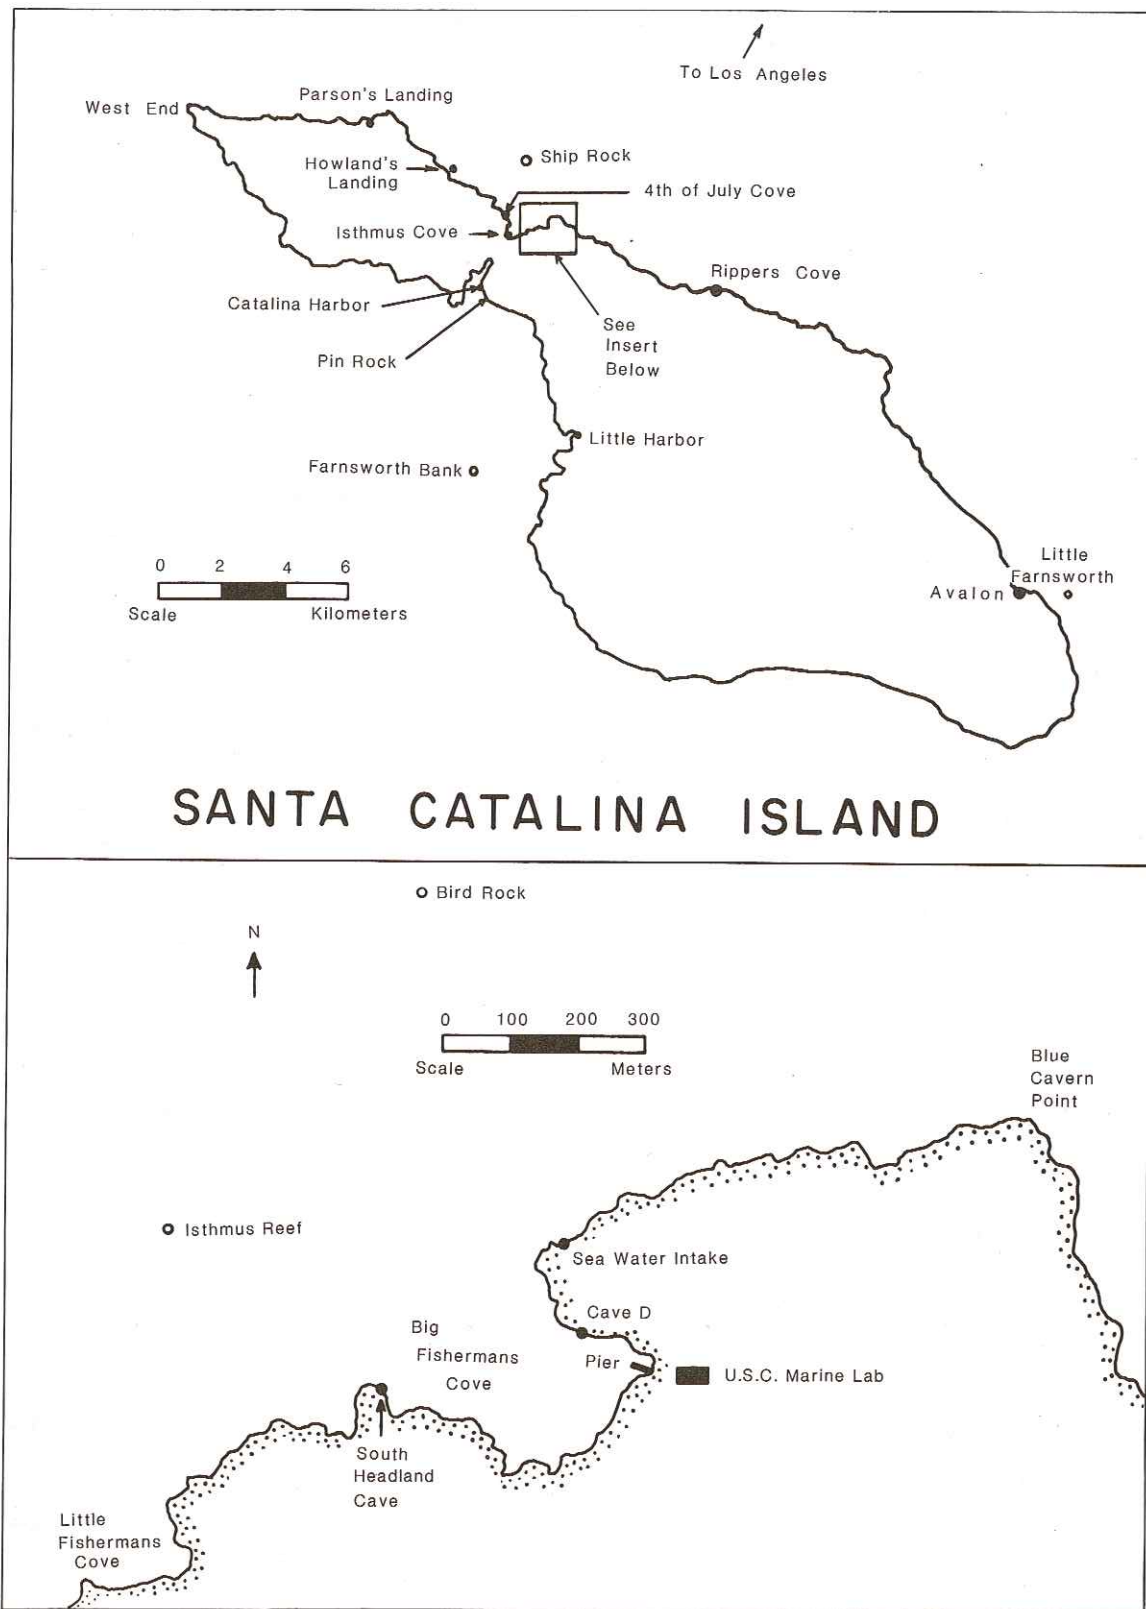 To Los Angeles
West End
Parson's Landing
Ship Rock
Howland's
Landing
4th of July Cove
Isthmus Cove
Rippers Cove
Catalina Harbor
See
Insert
Below
Pin Rock
Little Harbor
Farnsworth Bank
0 2 4 6
Scale Kilometers
Little
Farnsworth
Avalon
SANTA CATALINA ISLAND
Bird Rock
N
0 100 200 300
Scale Meters
Blue
Cavern
Point
Isthmus Reef
Sea Water Intake
Cave D
Big
Fishermans
Cove
Pier
U.S.C. Marine Lab
South
Headland
Cave
Little
Fishermans
Cove